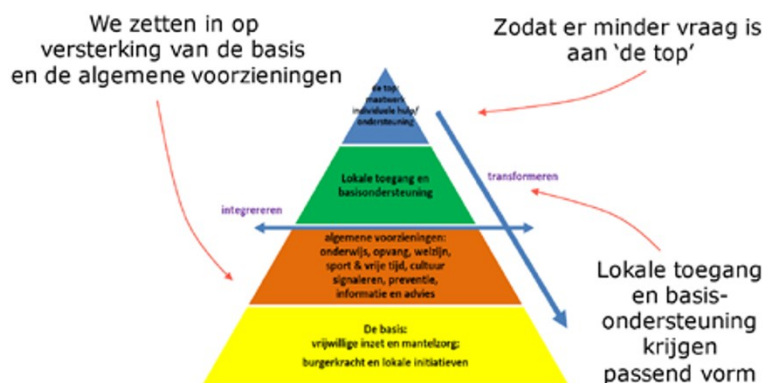 We zetten in op
versterking van de basis
en de algemene voorzieningen
Zodat er minder vraag is
aan ‘de top’
de top:
maatwerk
individuele hulp/
ondersteuning
Lokale toegang en
basisondersteuning
transformeren
integrereren
algemene voorzieningen:
onderwijs, opvang, welzijn,
sport & vrije tijd, cultuur
signaleren, preventie,
informatie en advies
Lokale toegang
en basis-
ondersteuning
krijgen
passend vorm
De basis:
vrijwillige inzet en mantelzorg;
burgerkracht en lokale initiatieven